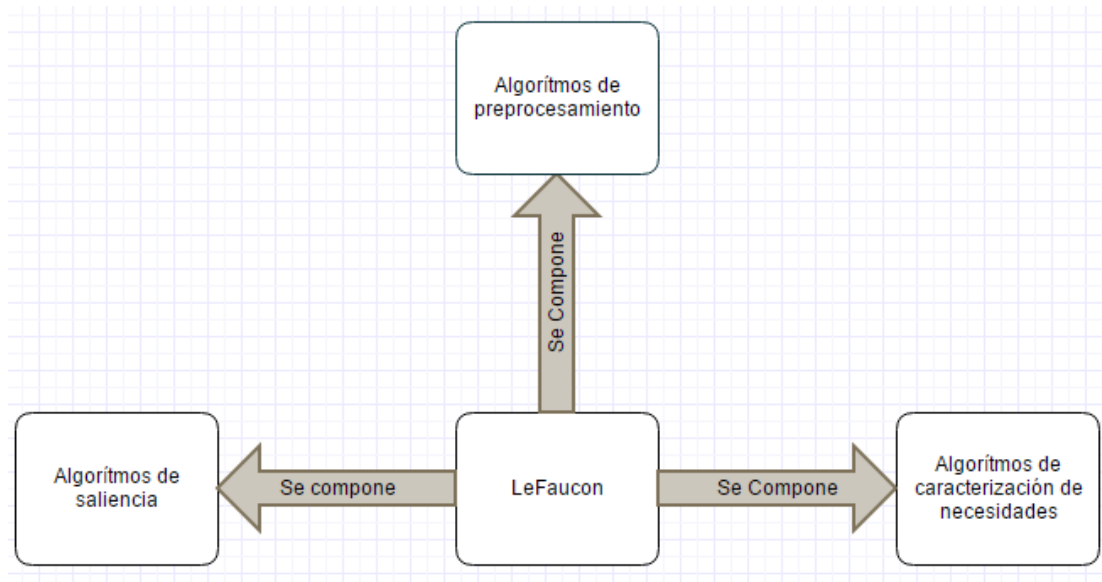 Algorítmos de
preprocesamiento
Se Compone
Algorítmos de
saliencia
Se compone
LeFaucon
Se Compone
Algorítmos de
caracterización de
necesidades